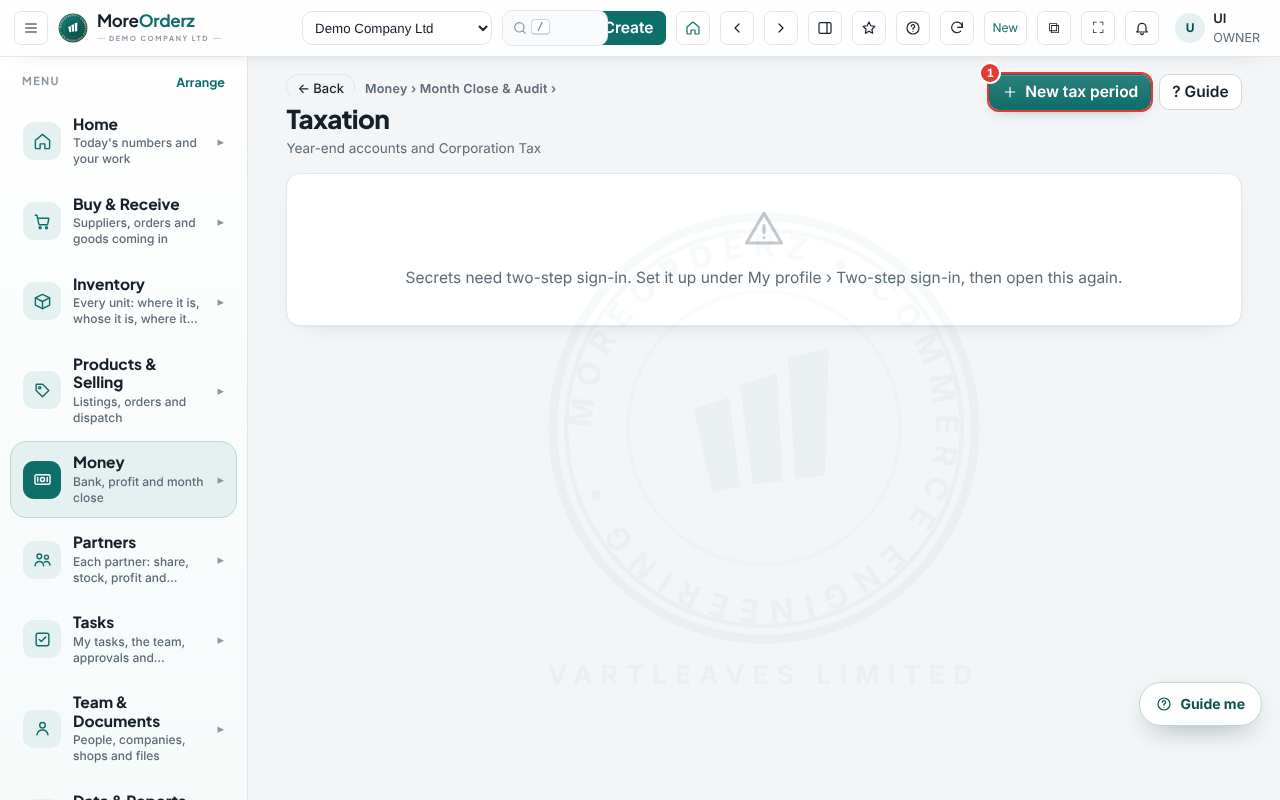 MoreOrderz
— DEMO COMPANY LTD —
Demo Company Ltd
/
Create
New
U
UI
OWNER
MENU
Arrange
Home
Today's numbers and
your work
Buy & Receive
Suppliers, orders and
goods coming in
Inventory
Every unit: where it is,
whose it is, where it...
Products &
Selling
Listings, orders and
dispatch
Money
Bank, profit and month
close
Partners
Each partner: share,
stock, profit and...
Tasks
My tasks, the team,
approvals and...
Team &
Documents
People, companies,
shops and files
Data & Reports
← Back
Money › Month Close & Audit ›
1
+ New tax period
? Guide
Taxation
Year-end accounts and Corporation Tax
Secrets need two-step sign-in. Set it up under My profile › Two-step sign-in, then open this again.
MOREORDERZ • COMMERCE ENGINEERING •
VARTLEAVES LIMITED
Guide me